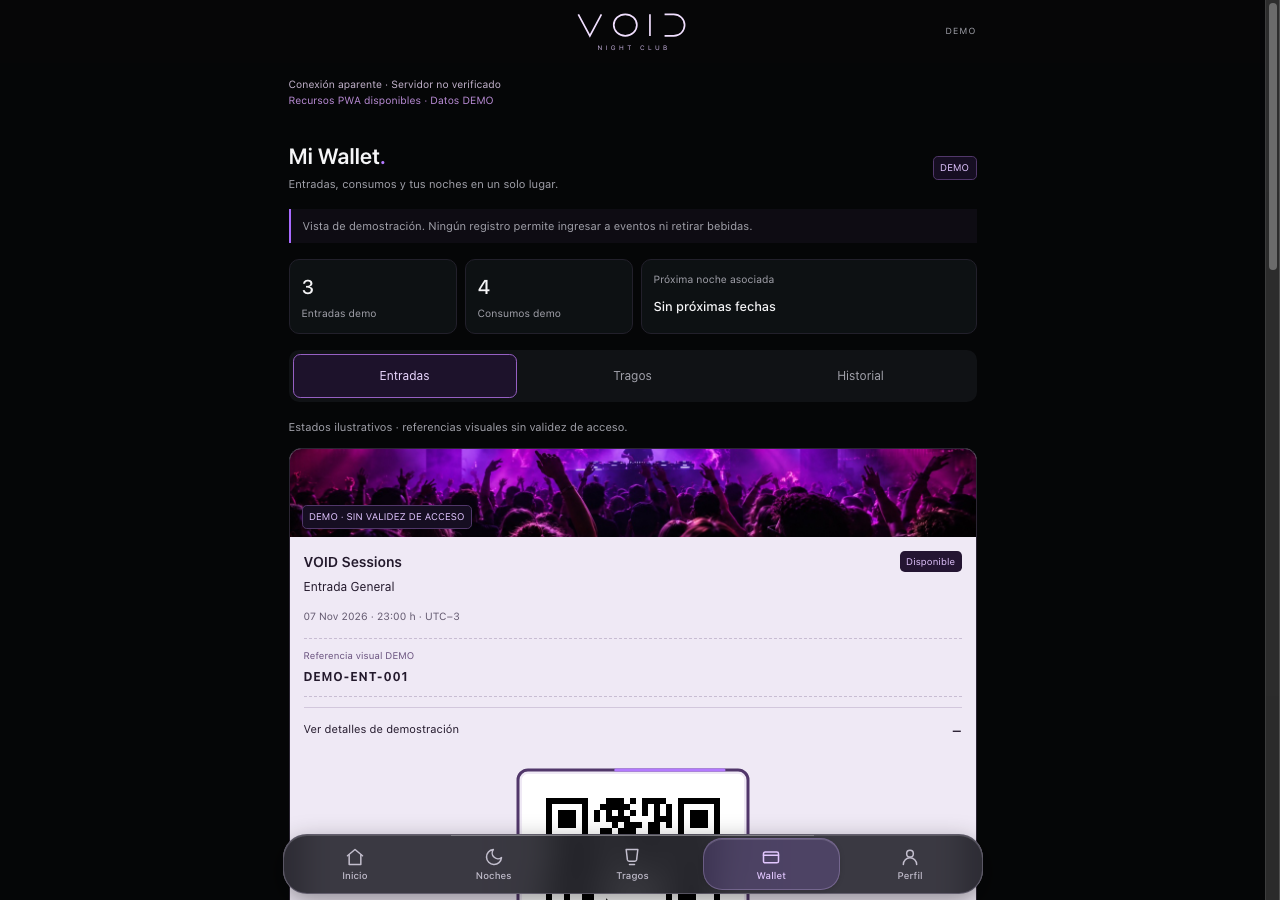 VOID
NIGHT CLUB
DEMO
Conexión aparente · Servidor no verificado
Recursos PWA disponibles · Datos DEMO
Mi Wallet.
DEMO
Entradas, consumos y tus noches en un solo lugar.
Vista de demostración. Ningún registro permite ingresar a eventos ni retirar bebidas.
3
Entradas demo
4
Consumos demo
Próxima noche asociada
Sin próximas fechas
Entradas
Tragos
Historial
Estados ilustrativos · referencias visuales sin validez de acceso.
DEMO · SIN VALIDEZ DE ACCESO
VOID Sessions
Disponible
Entrada General
07 Nov 2026 · 23:00 h · UTC−3
Referencia visual DEMO
DEMO-ENT-001
Ver detalles de demostración
–
Inicio
Noches
Tragos
Wallet
Perfil